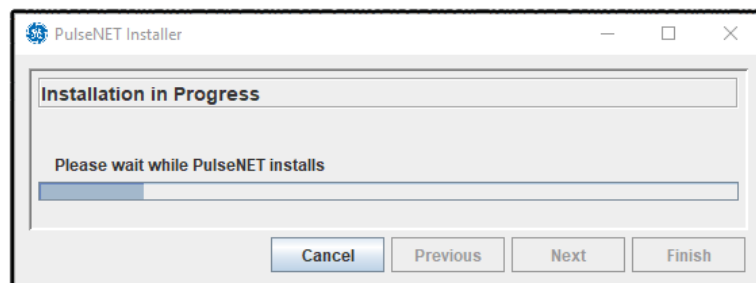 PulseNET Installer
Installation in Progress
Please wait while PulseNET installs
Cancel Previous Next Finish